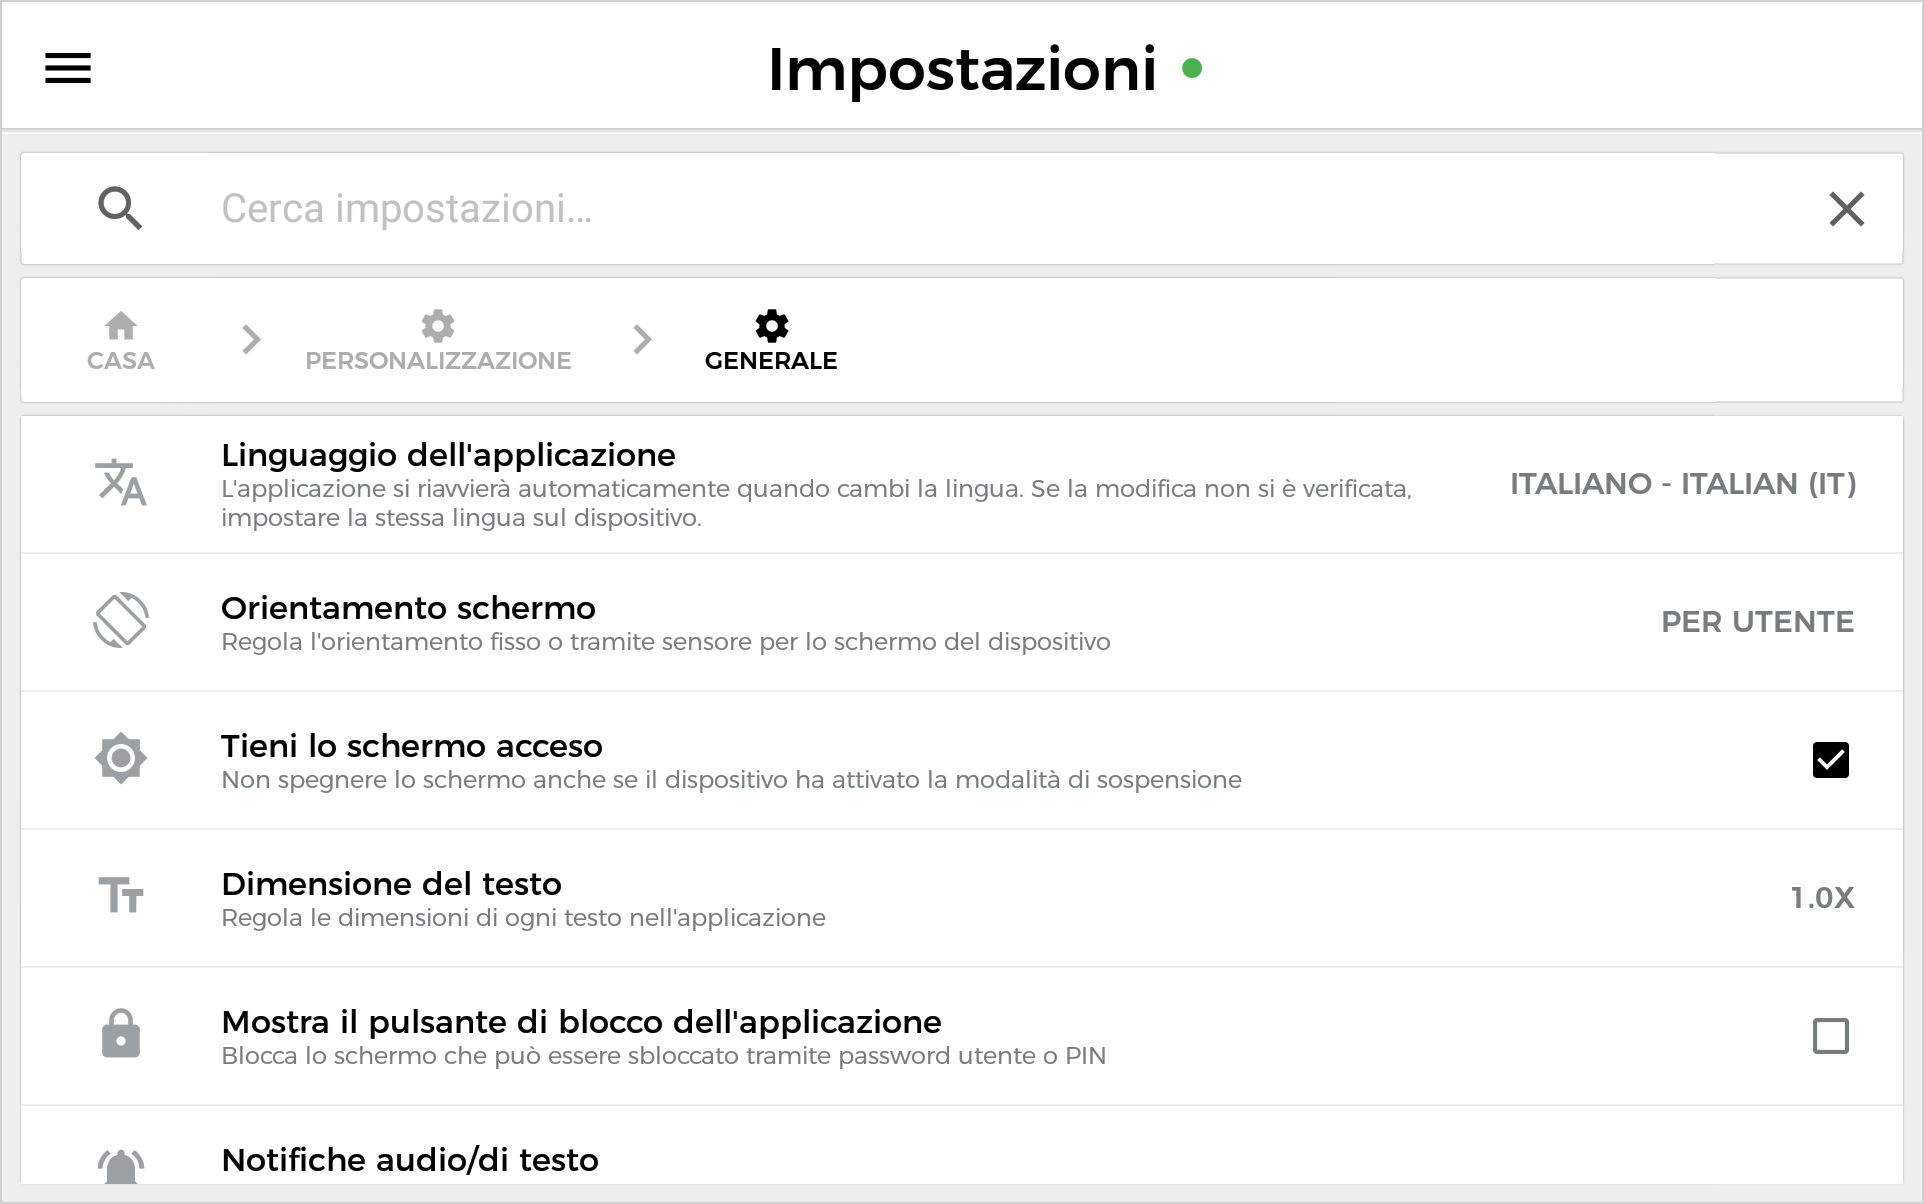 Impostazioni
Cerca impostazioni...
CASA
PERSONALIZZAZIONE
GENERALE
Linguaggio dell'applicazione
L'applicazione si riavvierà automaticamente quando cambi la lingua. Se la modifica non si è verificata,
impostare la stessa lingua sul dispositivo.
ITALIANO - ITALIAN (IT)
Orientamento schermo
Regola l'orientamento fisso o tramite sensore per lo schermo del dispositivo
PER UTENTE
Tieni lo schermo acceso
Non spegnere lo schermo anche se il dispositivo ha attivato la modalità di sospensione
Dimensione del testo
Regola le dimensioni di ogni testo nell'applicazione
1.0X
Mostra il pulsante di blocco dell'applicazione
Blocca lo schermo che può essere sbloccato tramite password utente o PIN
Notifiche audio/di testo